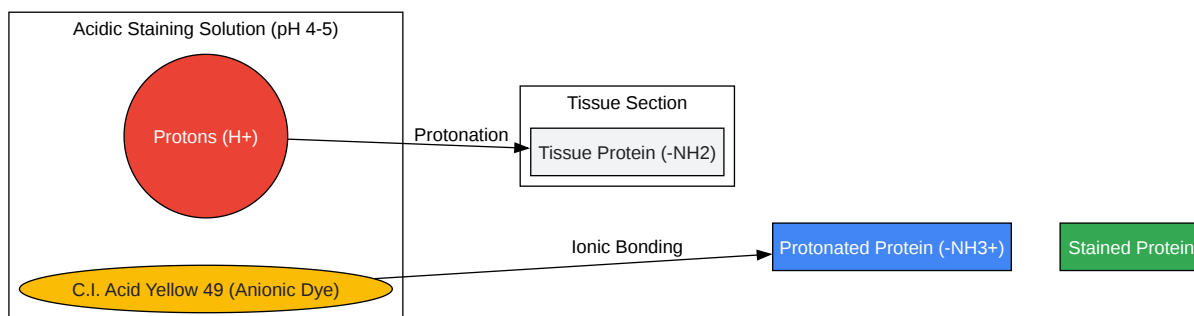 Acidic Staining Solution (pH 4-5)
Protons (H+)
Protonation
Tissue Section
Tissue Protein (-NH2)
Ionic Bonding
Protonated Protein (-NH3+)
Stained Protein
C.I. Acid Yellow 49 (Anionic Dye)